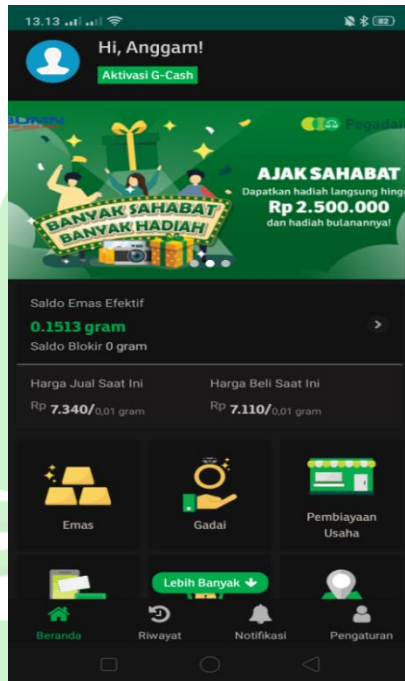 13.13
82
Hi, Anggam!
Aktivasi G-Cash
BUMN
Pegadai
AJAK SAHABAT
Dapatkan hadiah langsung hing
Rp 2.500.000
dan hadiah bulanannya!
BANYAK SAHABAT
BANYAK HADIAH
Saldo Emas Efektif
0.1513 gram
Saldo Blokir 0 gram
Harga Jual Saat Ini
Harga Beli Saat Ini
Rp 7.340/0,01 gram
Rp 7.110/0,01 gram
Emas
Gadai
Pembiayaan
Usaha
Lebih Banyak
Beranda
Riwayat
Notifikasi
Pengaturan